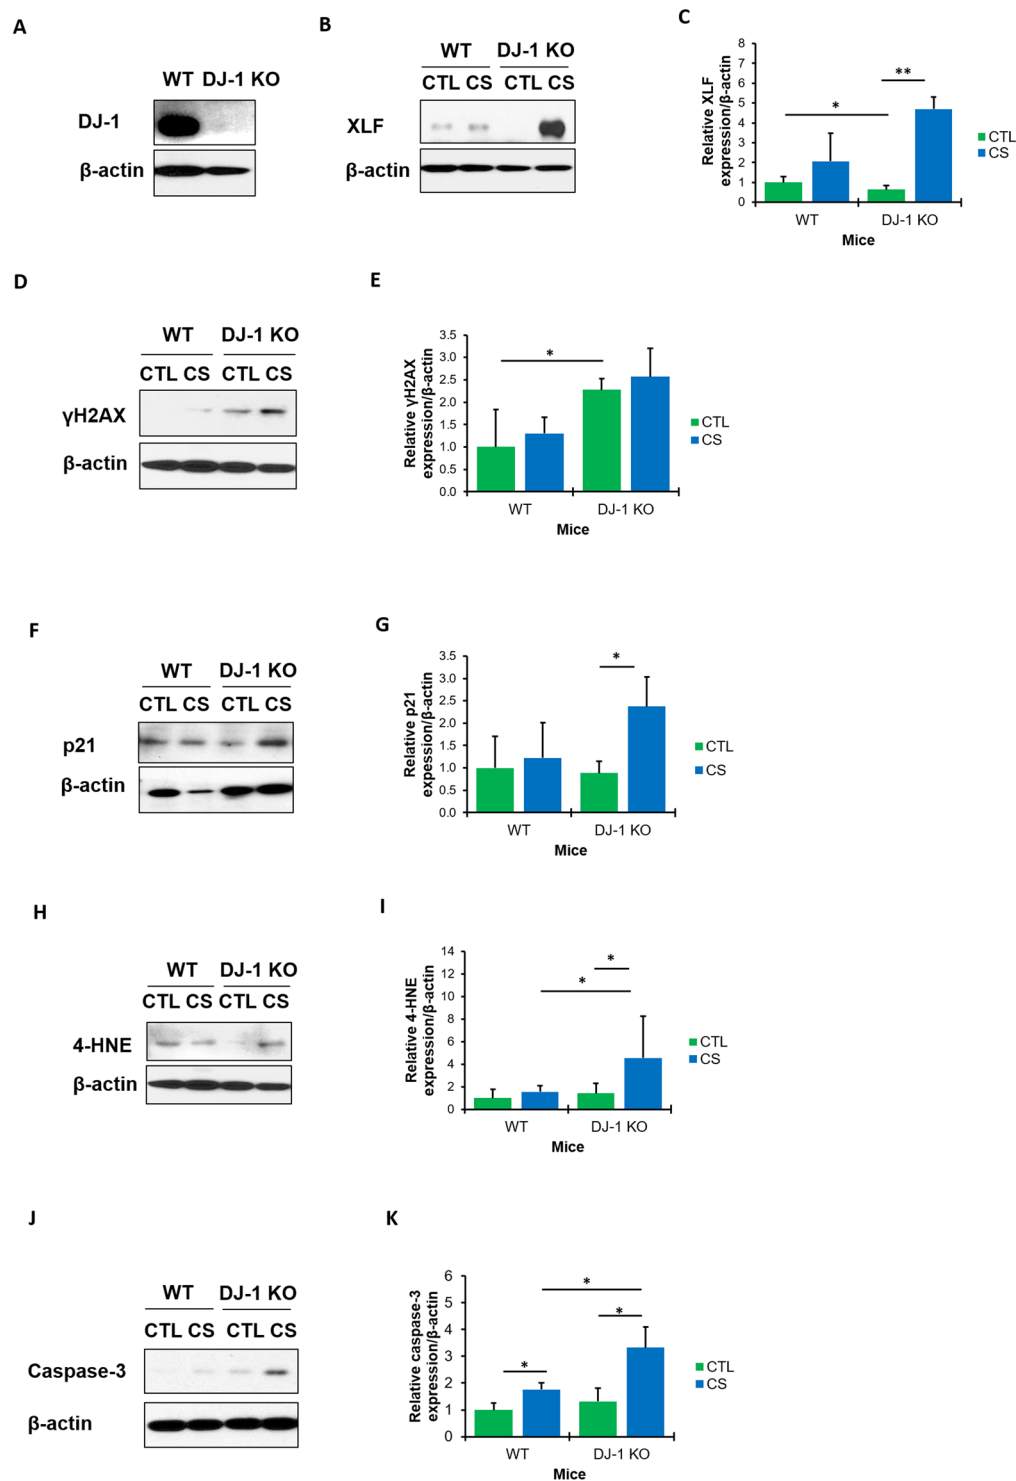 A
WT DJ-1 KO
DJ-1
β-actin
B
WT DJ-1 KO
CTL CS CTL CS
XLF
β-actin
C
Relative XLF
expression/β-actin
8
7
6
5
4
3
2
1
0
*
**
WT
DJ-1 KO
Mice
CTL
CS
D
WT DJ-1 KO
CTL CS CTL CS
γH2AX
β-actin
E
Relative γH2AX
expression/β-actin
3.5
3.0
2.5
2.0
1.5
1.0
0.5
0.0
*
WT
DJ-1 KO
Mice
CTL
CS
F
WT DJ-1 KO
CTL CS CTL CS
p21
β-actin
G
Relative p21
expession/β-actin
3.5
3.0
2.5
2.0
1.5
1.0
0.5
0.0
*
WT
DJ-1 KO
Mice
CTL
CS
H
WT DJ-1 KO
CTL CS CTL CS
4-HNE
β-actin
I
Relative 4-HNE
expression/β-actin
14
12
10
8
6
4
2
0
*
*
WT
DJ-1 KO
Mice
CTL
CS
J
WT DJ-1 KO
CTL CS CTL CS
Caspase-3
β-actin
K
Relative caspase-3
expression/β-actin
6
5
4
3
2
1
0
*
*
*
WT
DJ-1 KO
Mice
CTL
CS